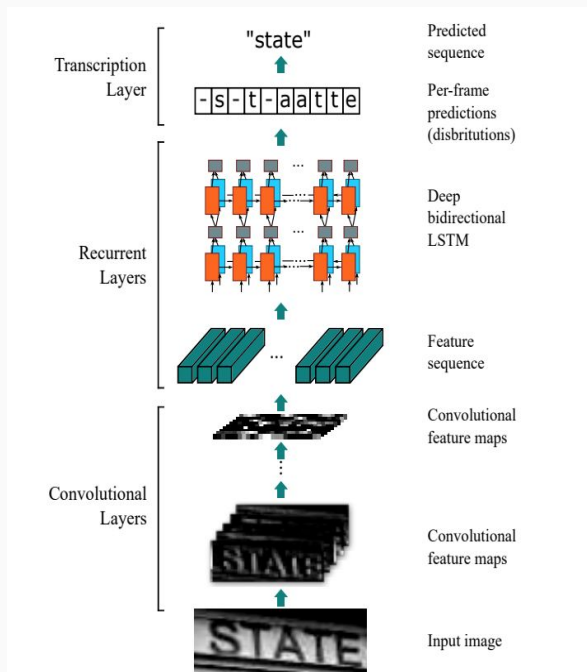 "state"
Predicted
sequence
Transcription
Layer
- s - t - a a t t e
Per-frame
predictions
(disbritutions)
...
Deep
bidirectional
LSTM
Recurrent
Layers
...
Feature
sequence
Convolutional
feature maps
Convolutional
Layers
STATE
Convolutional
feature maps
STATE
Input image